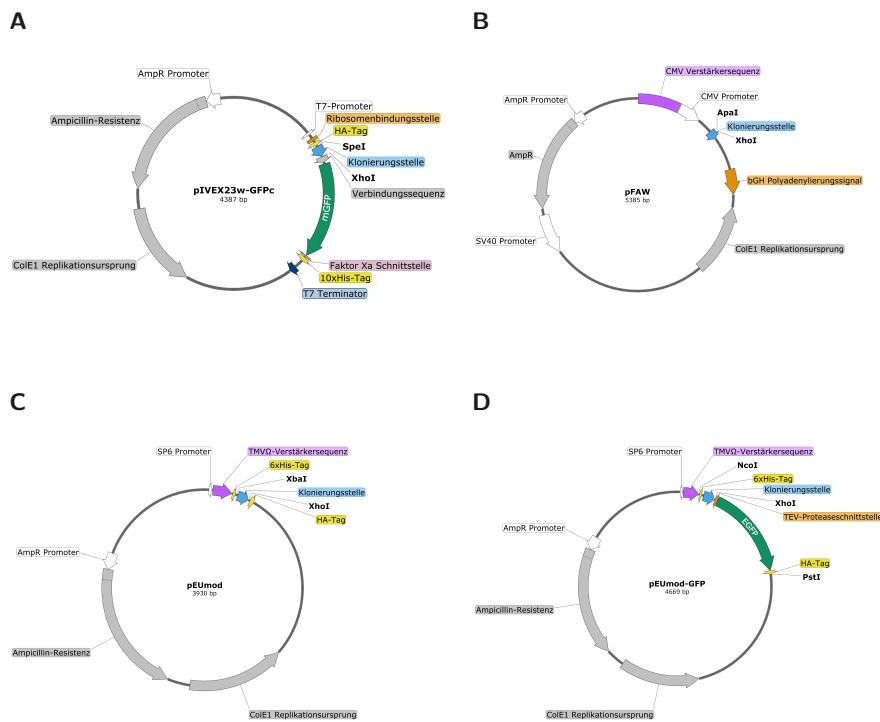 A
AmpR Promoter
T7-Promoter
Ribosomenbindungsstelle
HA-Tag
SpeI
Klonierungsstelle
XhoI
Verbindungssequenz
Ampicillin-Resistenz
pIVEX23w-GFPc
4387 bp
mGFP
ColE1 Replikationsursprung
Faktor Xa Schnittstelle
10xHis-Tag
T7 Terminator
B
CMV Verstärkersequenz
CMV Promoter
AmpR Promoter
ApaI
Klonierungsstelle
XhoI
AmpR
pFAW
5385 bp
bGH Polyadenylierungssignal
SV40 Promoter
ColE1 Replikationsursprung
C
SP6 Promoter
TMVΩ-Verstärkersequenz
6xHis-Tag
XbaI
Klonierungsstelle
XhoI
HA-Tag
AmpR Promoter
pEUmod
3930 bp
Ampicillin-Resistenz
ColE1 Replikationsursprung
D
SP6 Promoter
TMVΩ-Verstärkersequenz
NcoI
6xHis-Tag
Klonierungsstelle
XhoI
TEV-Proteaseschnittstelle
EGFP
AmpR Promoter
HA-Tag
PstI
pEUmod-GFP
4669 bp
Ampicillin-Resistenz
ColE1 Replikationsursprung